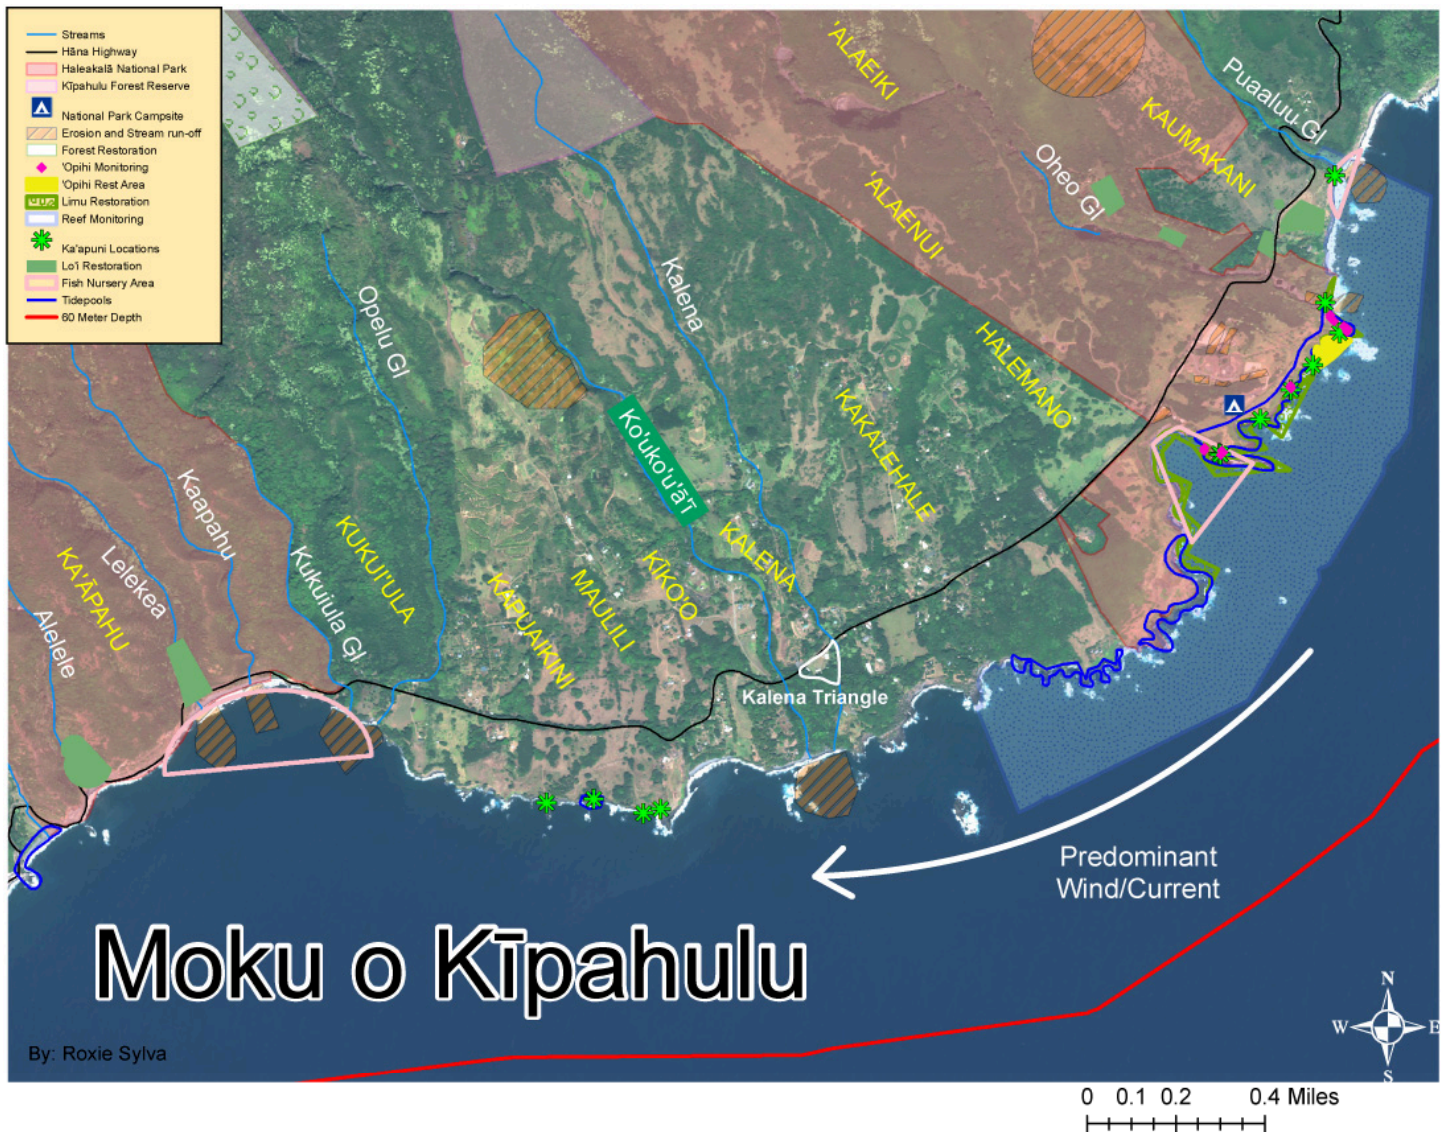 Streams
Hāna Highway
Haleakalā National Park
Kīpahulu Forest Reserve
National Park Campsite
Erosion and Stream run-off
Forest Restoration
'Opihi Monitoring
'Opihi Rest Area
Limu Restoration
Reef Monitoring
Ka'apuni Locations
Lo'i Restoration
Fish Nursery Area
Tidepools
60 Meter Depth
'ALAEIKI
Puaaluu Gl
KAUMAKANI
Oheo Gl
'ALAENUI
Kalena
Opelu Gl
HALEMANO
KAKALEHALE
Ko'uko'u'ā'ī
Kaapahu
Lelekea
KA'ĀPAHU
Alelele
Kukuiula Gl
KUKUI'ULA
KAPUAIKINI
MAULILI
KĪKO'O
KALENA
Kalena Triangle
Predominant
Wind/Current
Moku o Kīpahulu
By: Roxie Sylva
N
W E
S
0 0.1 0.2 0.4 Miles